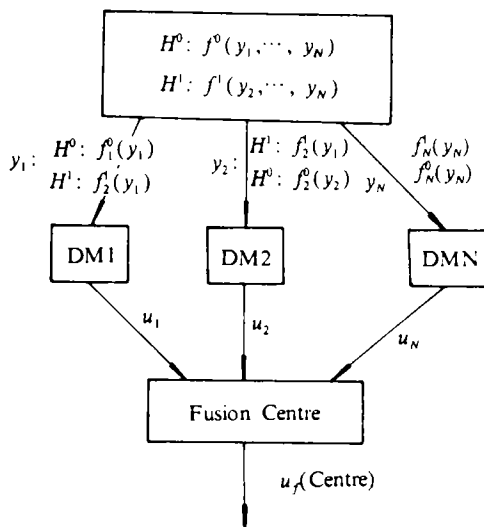 H⁰: f⁰(y₁,⋯, y_N)
H¹: f¹(y₂,⋯, y_N)
y₁: H⁰: f₁⁰(y₁)
H¹: f₂¹(y₁)
y₂: H¹: f₂¹(y₁)
H⁰: f₂⁰(y₂)
y_N
f_N¹(y_N)
f_N⁰(y_N)
DM1
DM2
DMN
u₁
u₂
u_N
Fusion Centre
u_f(Centre)